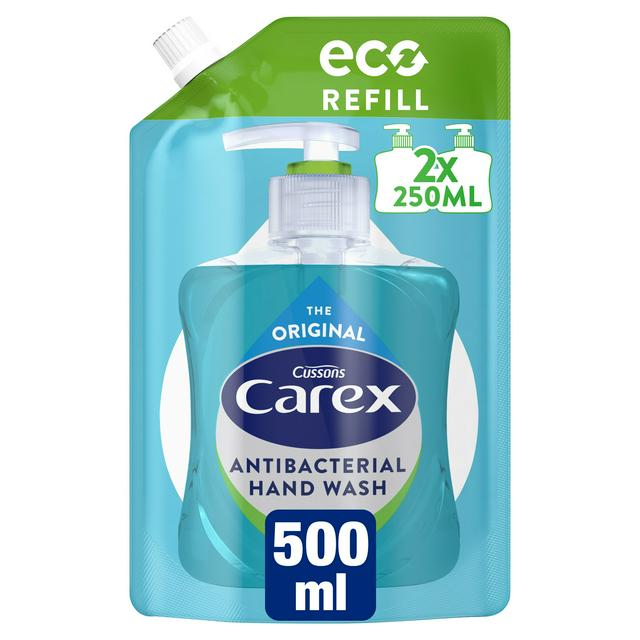 eco
REFILL
2x
250ML
THE
ORIGINAL
Cussons
Carex
ANTIBACTERIAL
HAND WASH
500
ml